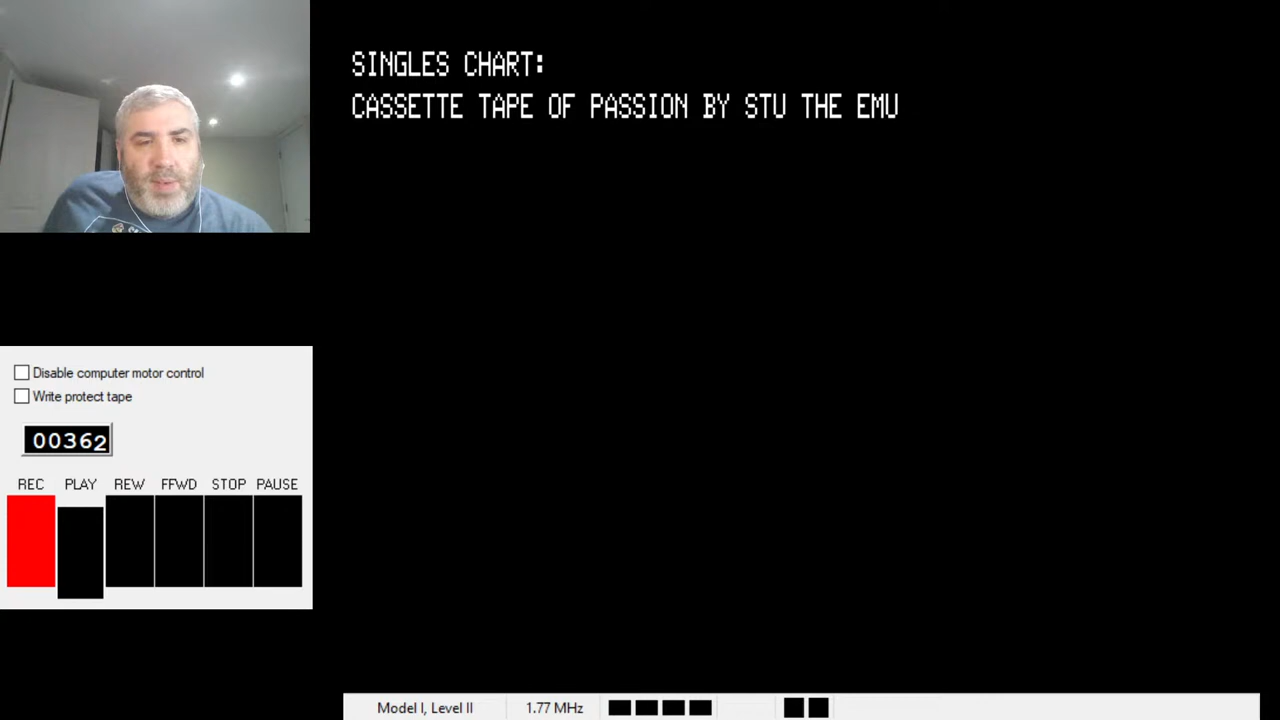 SINGLES CHART:
CASSETTE TAPE OF PASSION BY STU THE EMU
Disable computer motor control
Write protect tape
00362
REC PLAY REW FFWD STOP PAUSE
Model I, Level II 1.77 MHz